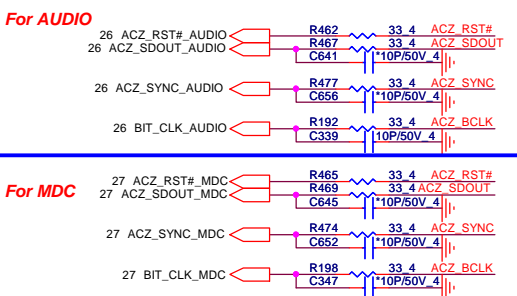 For AUDIO
26 ACZ_RST#_AUDIO R462 33_4 ACZ_RST#
26 ACZ_SDOUT_AUDIO R467 33_4 ACZ_SDOUT
C641 *10P/50V_4
26 ACZ_SYNC_AUDIO R477 33_4 ACZ_SYNC
C656 *10P/50V_4
26 BIT_CLK_AUDIO R192 33_4 ACZ_BCLK
C339 10P/50V_4
For MDC
27 ACZ_RST#_MDC R465 33_4 ACZ_RST#
27 ACZ_SDOUT_MDC R469 33_4 ACZ_SDOUT
C645 *10P/50V_4
27 ACZ_SYNC_MDC R474 33_4 ACZ_SYNC
C652 *10P/50V_4
27 BIT_CLK_MDC R198 33_4 ACZ_BCLK
C347 *10P/50V_4